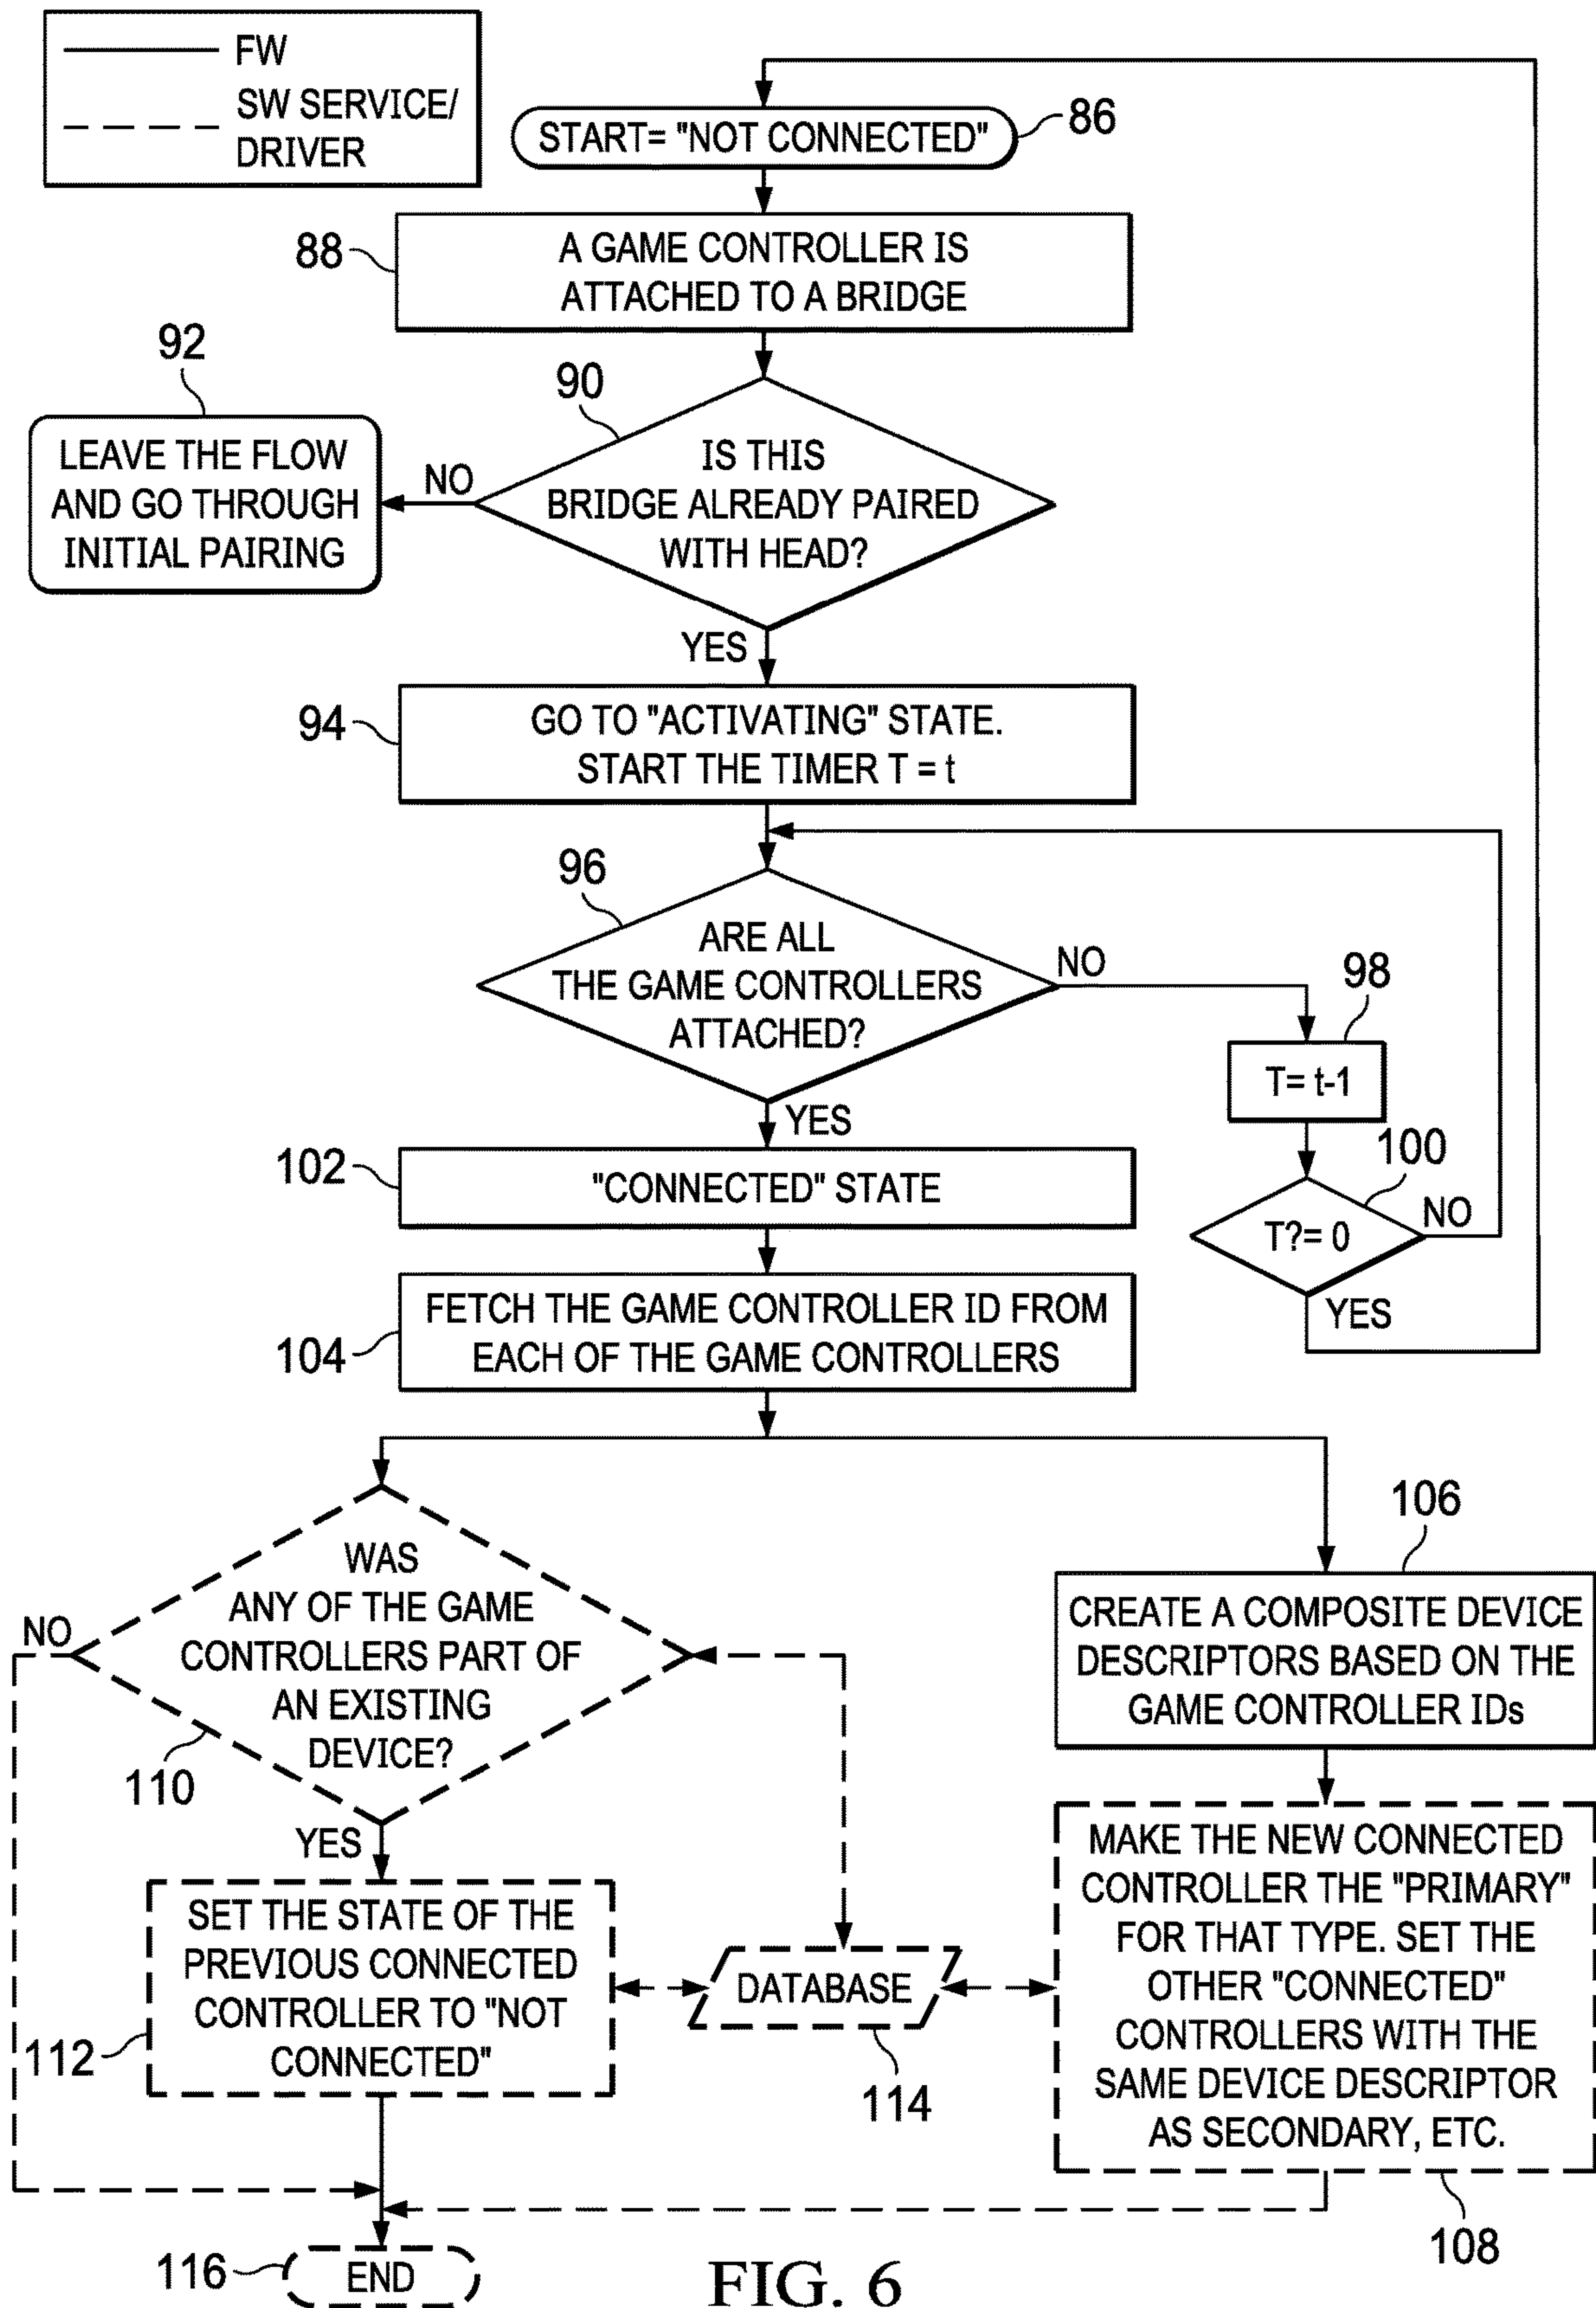 FW
SW SERVICE/
DRIVER
START= "NOT CONNECTED"
86
88
A GAME CONTROLLER IS
ATTACHED TO A BRIDGE
92
LEAVE THE FLOW
AND GO THROUGH
INITIAL PAIRING
NO
90
IS THIS
BRIDGE ALREADY PAIRED
WITH HEAD?
YES
94
GO TO "ACTIVATING" STATE.
START THE TIMER T = t
96
ARE ALL
THE GAME CONTROLLERS
ATTACHED?
NO
98
T= t-1
YES
100
T?= 0
NO
YES
102
"CONNECTED" STATE
104
FETCH THE GAME CONTROLLER ID FROM
EACH OF THE GAME CONTROLLERS
106
CREATE A COMPOSITE DEVICE
DESCRIPTORS BASED ON THE
GAME CONTROLLER IDs
NO
WAS
ANY OF THE GAME
CONTROLLERS PART OF
AN EXISTING
DEVICE?
110
YES
112
SET THE STATE OF THE
PREVIOUS CONNECTED
CONTROLLER TO "NOT
CONNECTED"
DATABASE
114
MAKE THE NEW CONNECTED
CONTROLLER THE "PRIMARY"
FOR THAT TYPE. SET THE
OTHER "CONNECTED"
CONTROLLERS WITH THE
SAME DEVICE DESCRIPTOR
AS SECONDARY, ETC.
108
116
END
FIG. 6